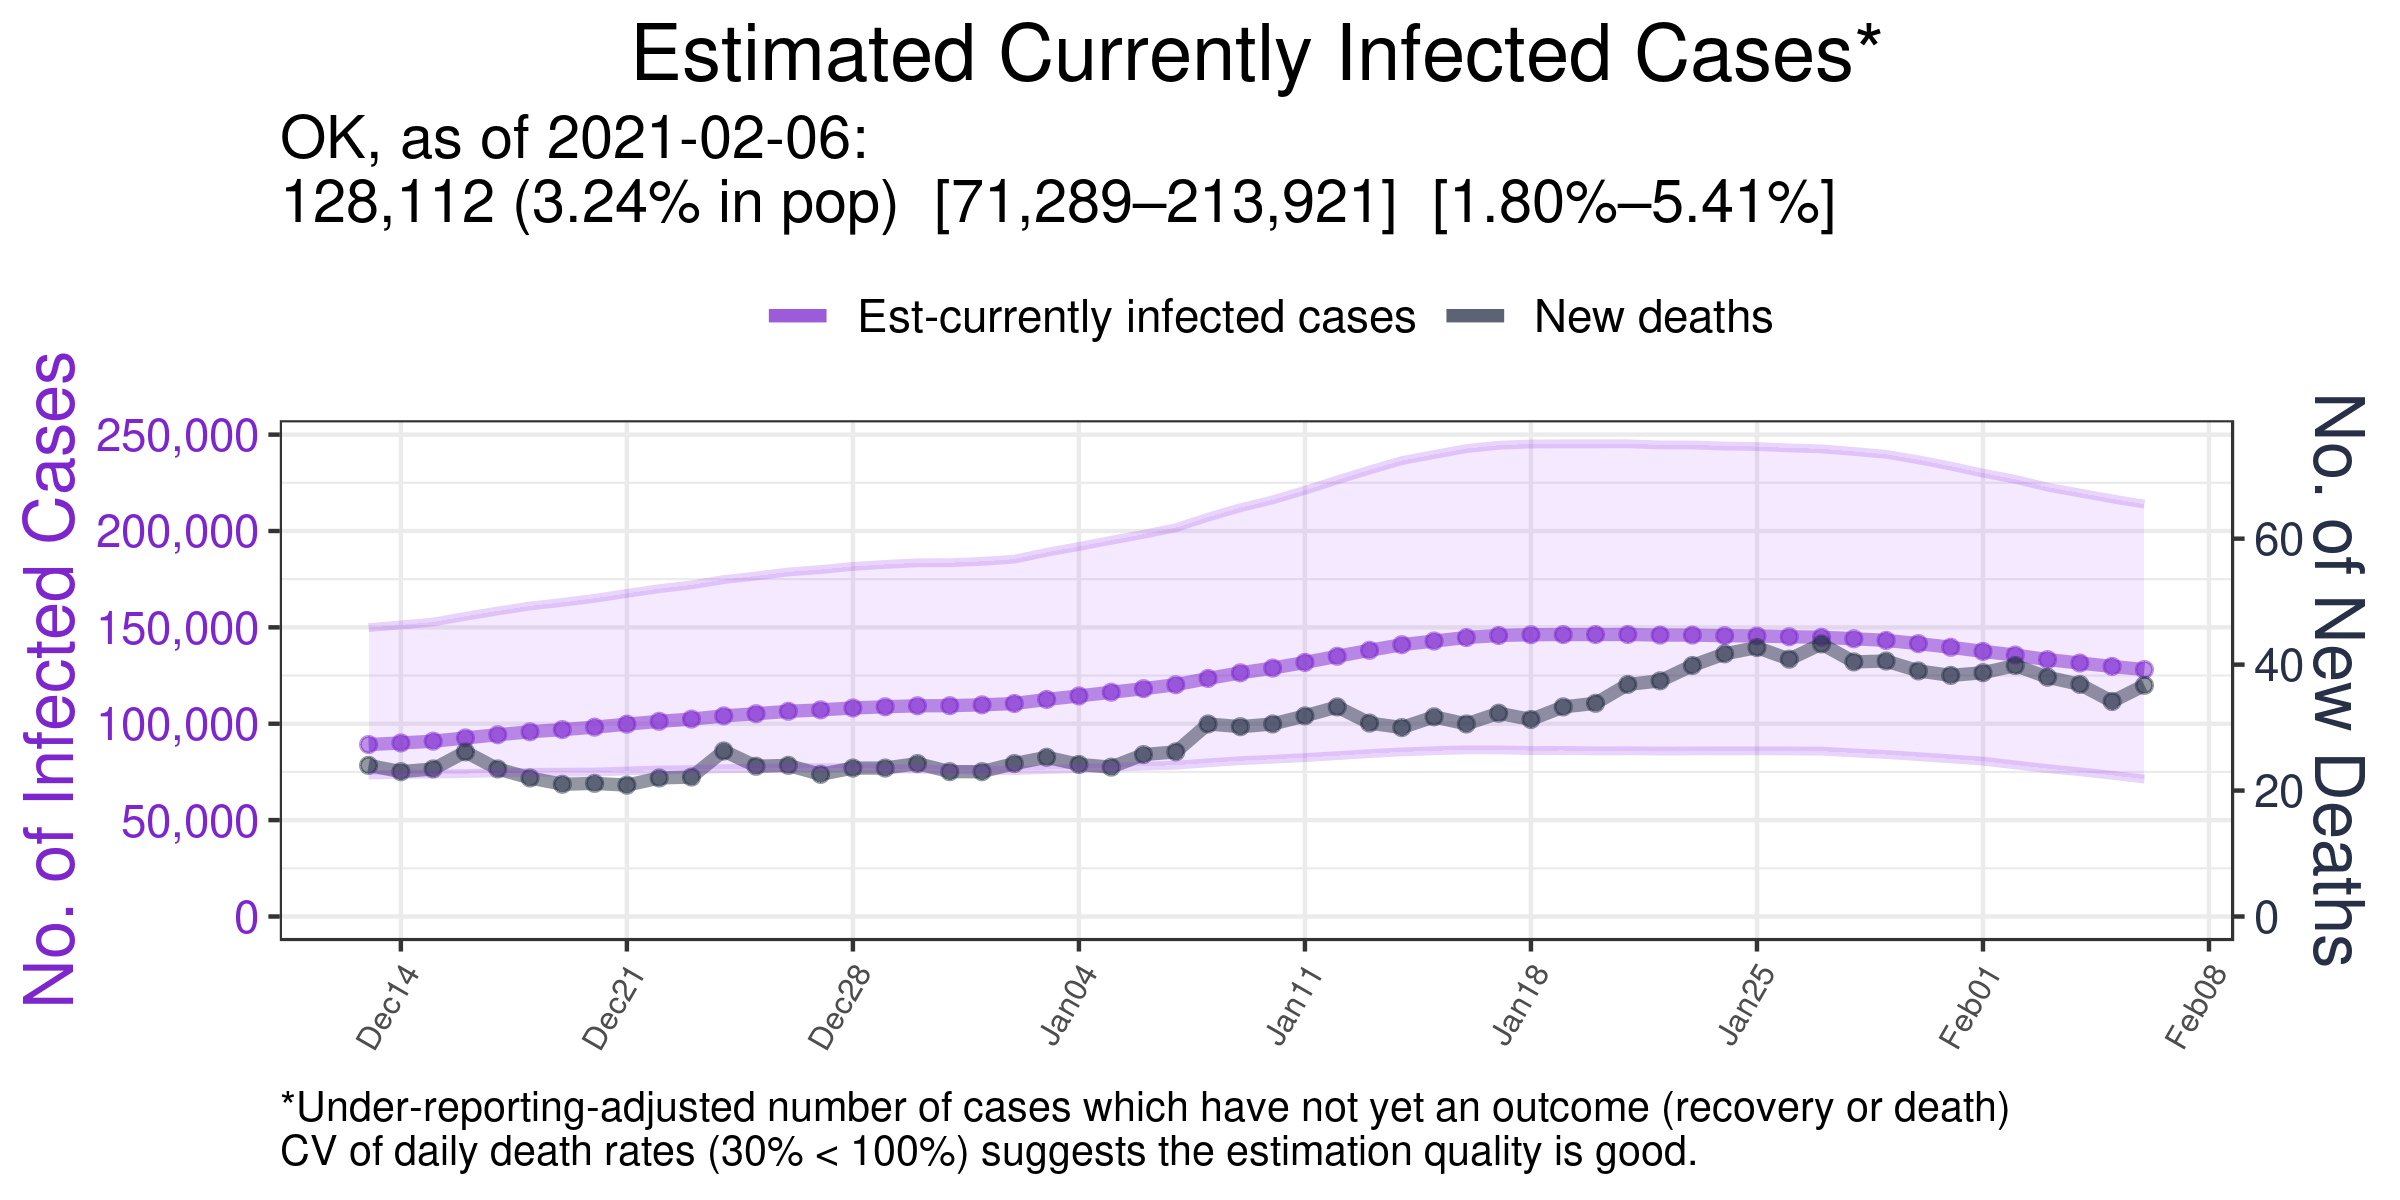 Estimated Currently Infected Cases*
OK, as of 2021-02-06:
128,112 (3.24% in pop)  [71,289–213,921]  [1.80%–5.41%]
Est-currently infected cases
New deaths
No. of Infected Cases
250,000
200,000
150,000
100,000
50,000
0
No. of New Deaths
60
40
20
0
Dec14
Dec21
Dec28
Jan04
Jan11
Jan18
Jan25
Feb01
Feb08
*Under-reporting-adjusted number of cases which have not yet an outcome (recovery or death)
CV of daily death rates (30% < 100%) suggests the estimation quality is good.